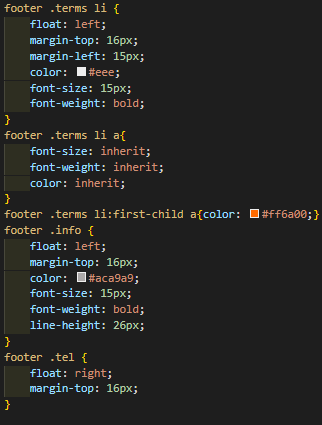 footer .terms li {
float: left;
margin-top: 16px;
margin-left: 15px;
color: #eee;
font-size: 15px;
font-weight: bold;
}
footer .terms li a{
font-size: inherit;
font-weight: inherit;
color: inherit;
}
footer .terms li:first-child a{color: #ff6a00;}
footer .info {
float: left;
margin-top: 16px;
color: #aca9a9;
font-size: 15px;
font-weight: bold;
line-height: 26px;
}
footer .tel {
float: right;
margin-top: 16px;
}